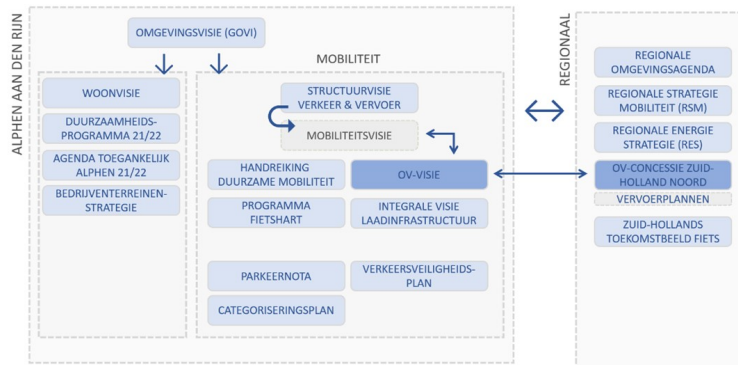 ALPHEN AAN DEN RIJN
OMGEVINGSVISIE (GOVI)
WOONVISIE
DUURZAAMHEIDS-
PROGRAMMA 21/22
AGENDA TOEGANKELIJK
ALPHEN 21/22
BEDRIJVENTERREINEN-
STRATEGIE
MOBILITEIT
STRUCTUURVISIE
VERKEER & VERVOER
MOBILITEITSVISIE
HANDREIKING
DUURZAME MOBILITEIT
OV-VISIE
PROGRAMMA
FIETSHART
INTEGRALE VISIE
LAADINFRASTRUCTUUR
PARKEERNOTA
VERKEERSVEILIGHEIDS-
PLAN
CATEGORISERINGSPLAN
REGIONAAL
REGIONALE
OMGEVINGSAGENDA
REGIONALE STRATEGIE
MOBILITEIT (RSM)
REGIONALE ENERGIE
STRATEGIE (RES)
OV-CONCESSIE ZUID-
HOLLAND NOORD
VERVOERPLANNEN
ZUID-HOLLANDS
TOEKOMSTBEELD FIETS